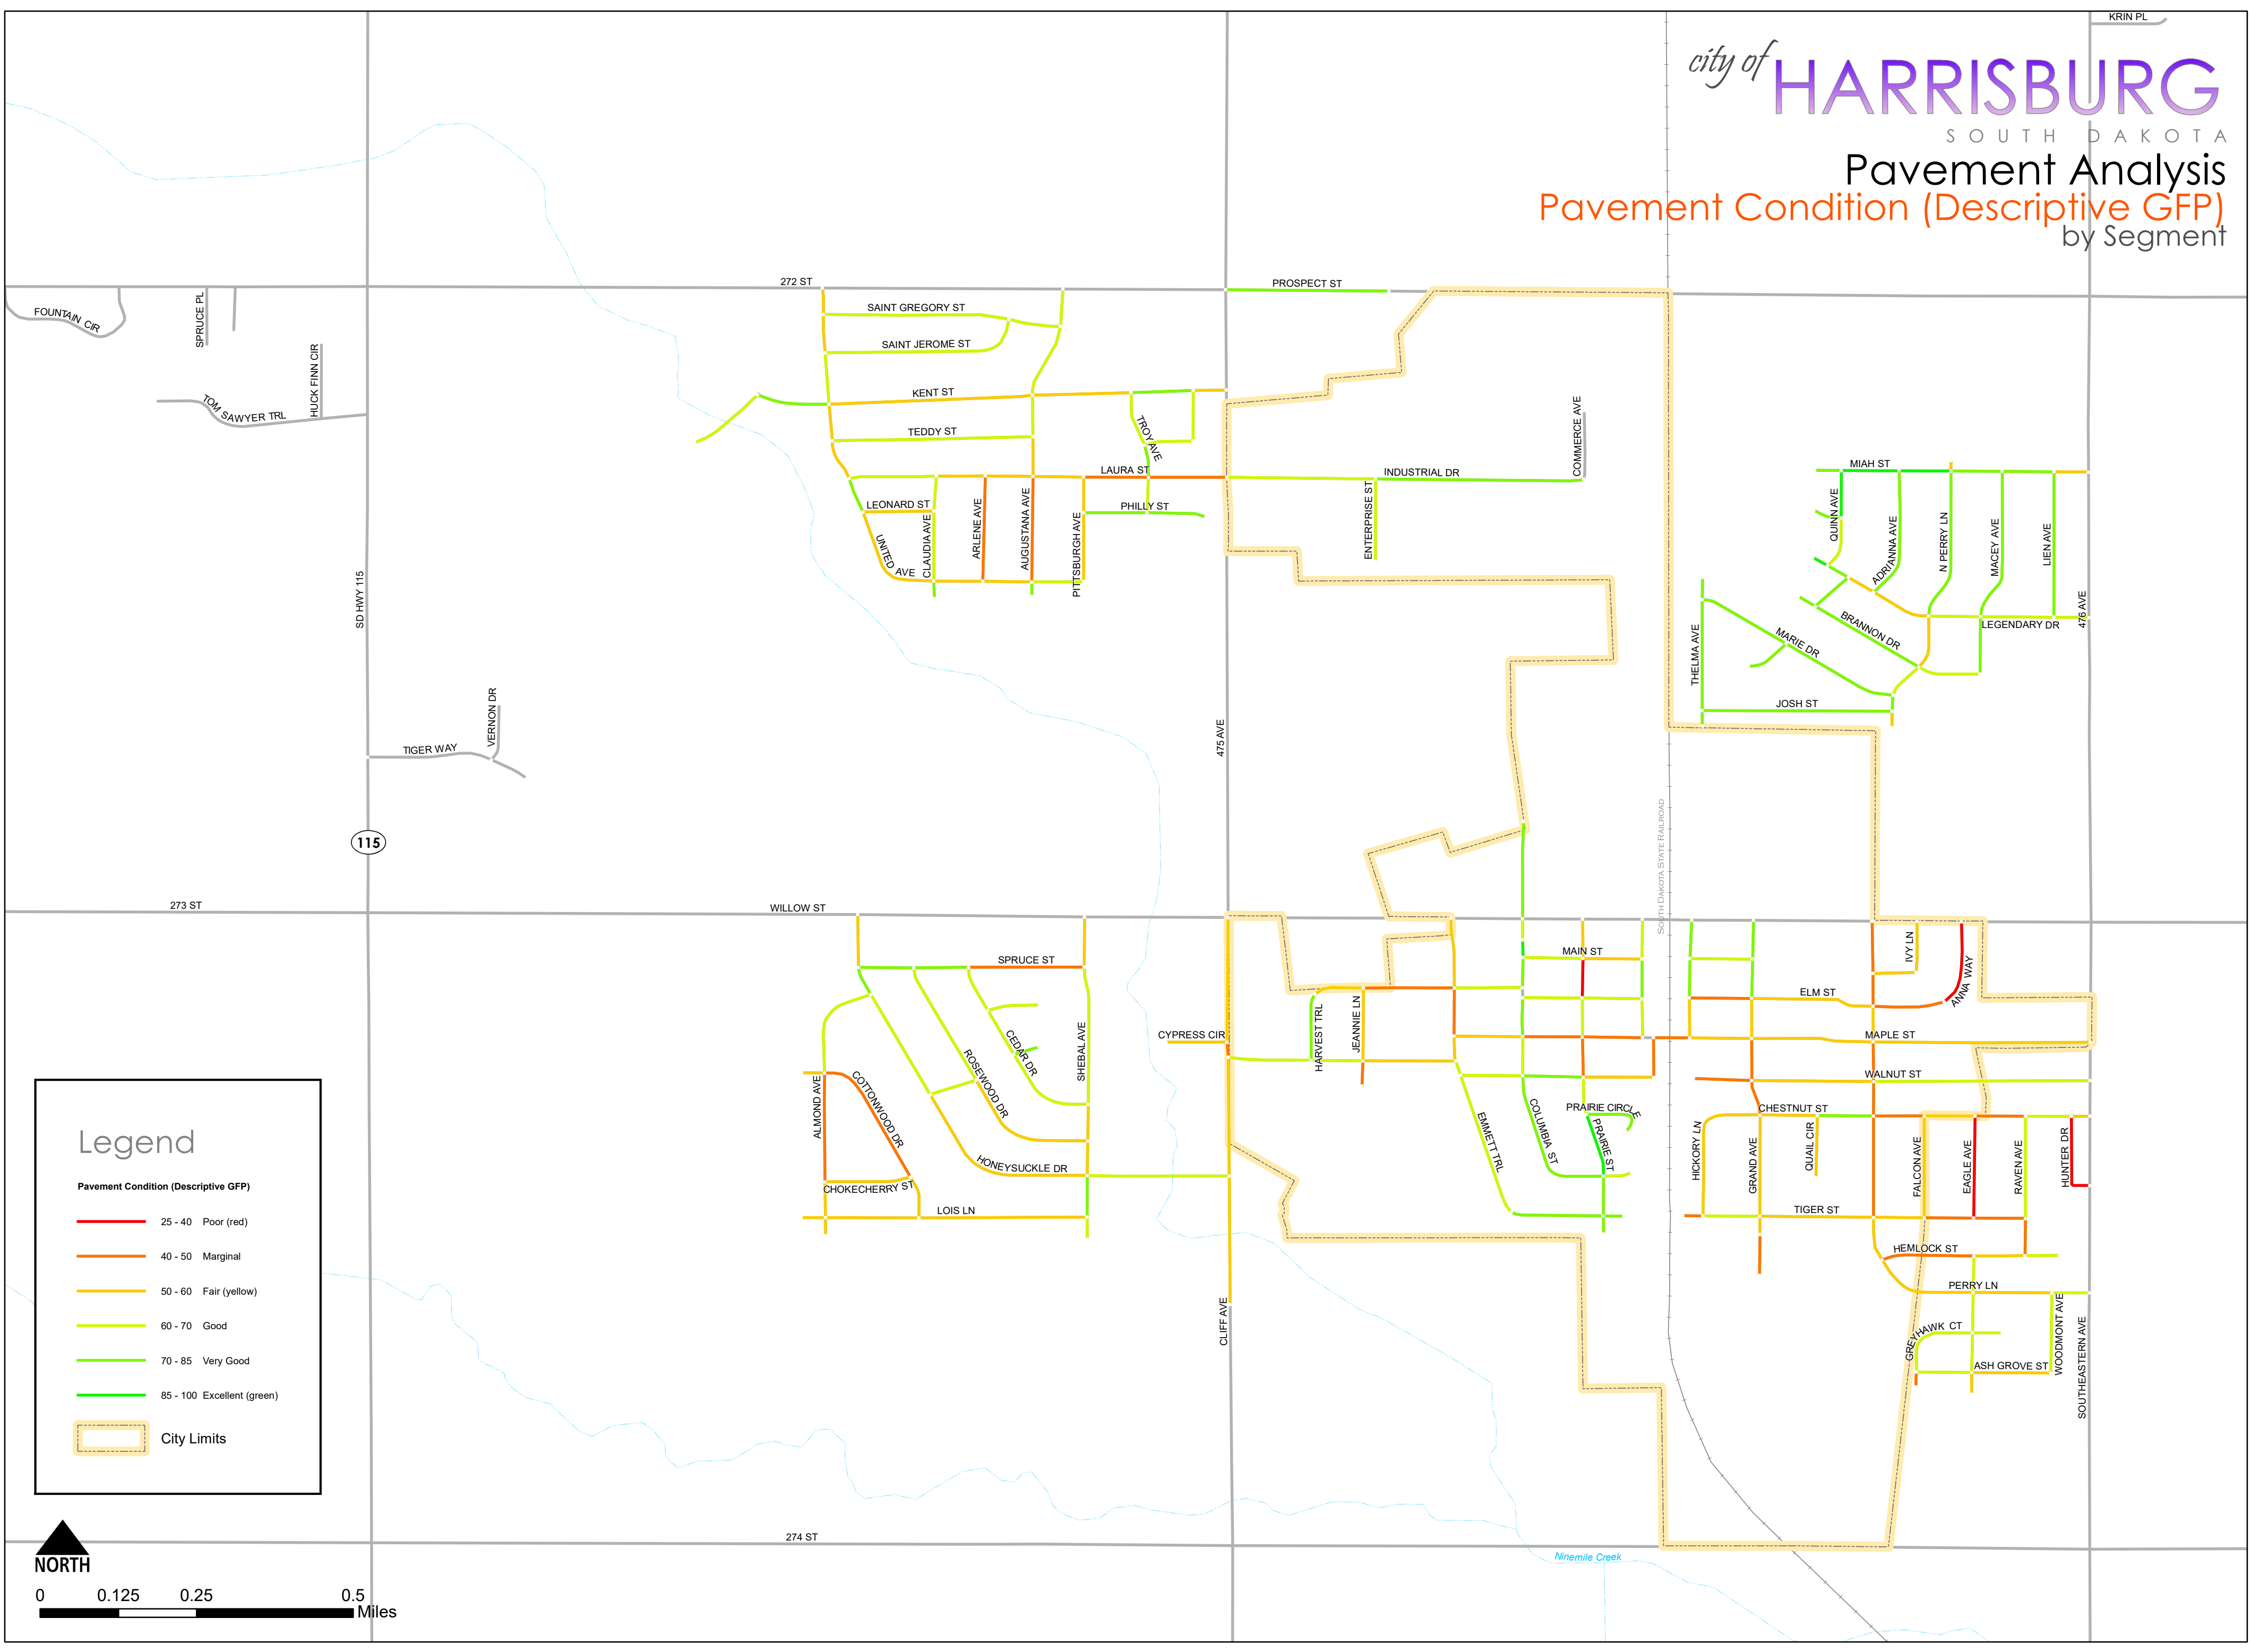 KRIN PL
city of
HARRISBURG
SOUTH DAKOTA
Pavement Analysis
Pavement Condition (Descriptive GFP)
by Segment
272 ST
PROSPECT ST
FOUNTAIN CIR
SPRUCE PL
HUCK FINN CIR
TOM SAWYER TRL
SAINT GREGORY ST
SAINT JEROME ST
KENT ST
TEDDY ST
TROY AVE
LAURA ST
INDUSTRIAL DR
COMMERCE AVE
ENTERPRISE ST
LEONARD ST
PHILLY ST
UNITED AVE
CLAUDIA AVE
ARLENE AVE
AUGUSTANA AVE
PITTSBURGH AVE
MIAH ST
QUINN AVE
ADRIANNA AVE
N PERRY LN
MACEY AVE
LIEN AVE
476 AVE
LEGENDARY DR
BRANNON DR
MARIE DR
THELMA AVE
JOSH ST
SD HWY 115
VERNON DR
TIGER WAY
475 AVE
115
SOUTH DAKOTA STATE RAILROAD
273 ST
WILLOW ST
SPRUCE ST
CEDAR DR
ROSEWOOD DR
SHEBAL AVE
ALMOND AVE
COTTONWOOD DR
HONEYSUCKLE DR
CHOKECHERRY ST
LOIS LN
CYPRESS CIR
HARVEST TRL
JEANNIE LN
MAIN ST
EMMETT TRL
COLUMBIA ST
PRAIRIE CIRCLE
PRAIRIE ST
IVY LN
ANNA WAY
ELM ST
MAPLE ST
WALNUT ST
CHESTNUT ST
HICKORY LN
GRAND AVE
QUAIL CIR
FALCON AVE
EAGLE AVE
RAVEN AVE
HUNTER DR
TIGER ST
HEMLOCK ST
PERRY LN
GREYHAWK CT
ASH GROVE ST
WOODMONT AVE
SOUTHEASTERN AVE
CLIFF AVE
Legend
Pavement Condition (Descriptive GFP)
25 - 40 Poor (red)
40 - 50 Marginal
50 - 60 Fair (yellow)
60 - 70 Good
70 - 85 Very Good
85 - 100 Excellent (green)
City Limits
274 ST
Ninemile Creek
NORTH
0 0.125 0.25 0.5
Miles